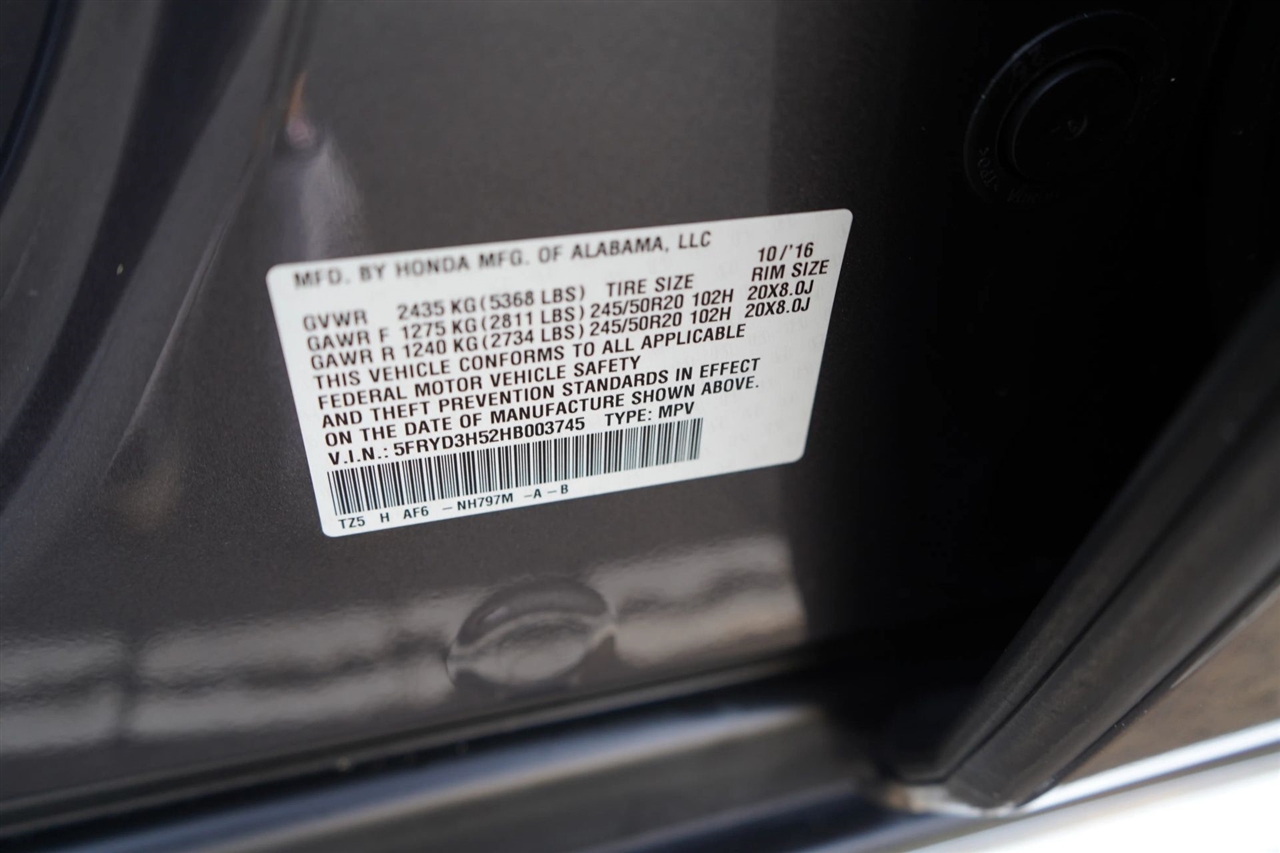 MFD. BY HONDA MFG. OF ALABAMA, LLC 10/'16
GVWR 2435 KG (5368 LBS) TIRE SIZE RIM SIZE
GAWR F 1275 KG (2811 LBS) 245/50R20 102H 20X8.0J
GAWR R 1240 KG (2734 LBS) 245/50R20 102H 20X8.0J
THIS VEHICLE CONFORMS TO ALL APPLICABLE
FEDERAL MOTOR VEHICLE SAFETY
AND THEFT PREVENTION STANDARDS IN EFFECT
ON THE DATE OF MANUFACTURE SHOWN ABOVE.
V.I.N.: 5FRYD3H52HB003745 TYPE: MPV
TZ5 H AF6 -NH797M -A-B